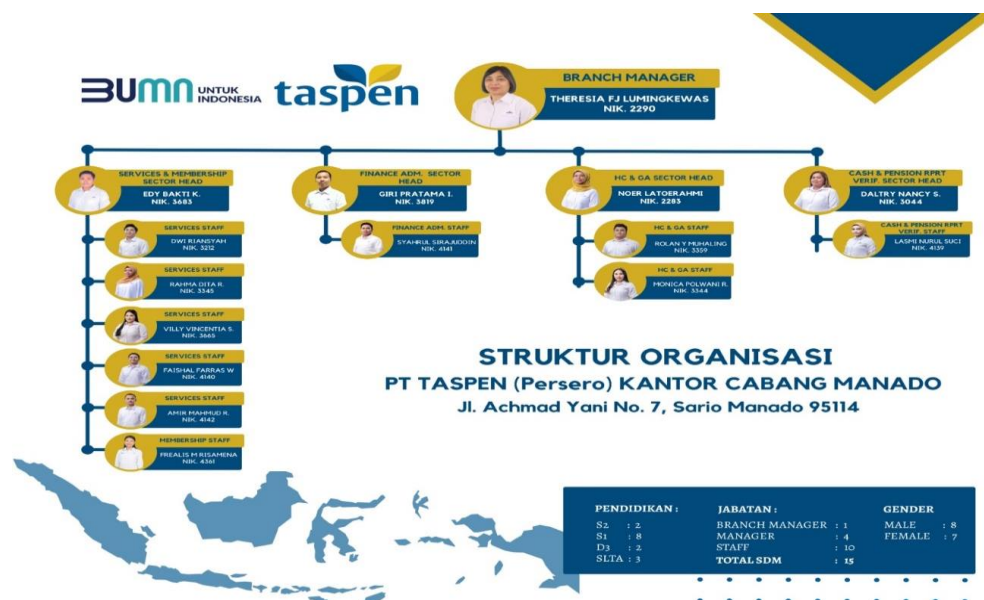 BUMN UNTUK
INDONESIA
taspen
BRANCH MANAGER
THERESIA FJ LUMINGKEWAS
NIK. 2290
SERVICES & MEMBERSHIP
SECTOR HEAD
EDY BAKTI K.
NIK. 3683
SERVICES STAFF
DWI RIANSYAH
NIK. 3212
SERVICES STAFF
RAHMA DITA R.
NIK. 3345
SERVICES STAFF
VILLY VINCENTIA S.
NIK. 3665
SERVICES STAFF
FAISHAL FARRAS W
NIK. 4140
SERVICES STAFF
AMIR MAHMUD R.
NIK. 4142
MEMBERSHIP STAFF
FREALIS M RISAMENA
NIK. 4361
FINANCE ADM. SECTOR
HEAD
GIRI PRATAMA I.
NIK. 3819
FINANCE ADM. STAFF
SYAHRUL SIRAJUDDIN
NIK. 4141
HC & GA SECTOR HEAD
NOER LATOERAHMI
NIK. 2283
HC & GA STAFF
ROLAN Y MUHALING
NIK. 3359
HC & GA STAFF
MONICA POLWANI R.
NIK. 3344
CASH & PENSION RPRT
VERIF. SECTOR HEAD
DALTRY NANCY S.
NIK. 3044
CASH & PENSION RPRT
VERIF. STAFF
LASMI NURUL SUCI
NIK. 4139
STRUKTUR ORGANISASI
PT TASPEN (Persero) KANTOR CABANG MANADO
Jl. Achmad Yani No. 7, Sario Manado 95114
PENDIDIKAN :
S2 : 2
S1 : 8
D3 : 2
SLTA : 3
JABATAN :
BRANCH MANAGER : 1
MANAGER : 4
STAFF : 10
TOTAL SDM : 15
GENDER
MALE : 8
FEMALE : 7